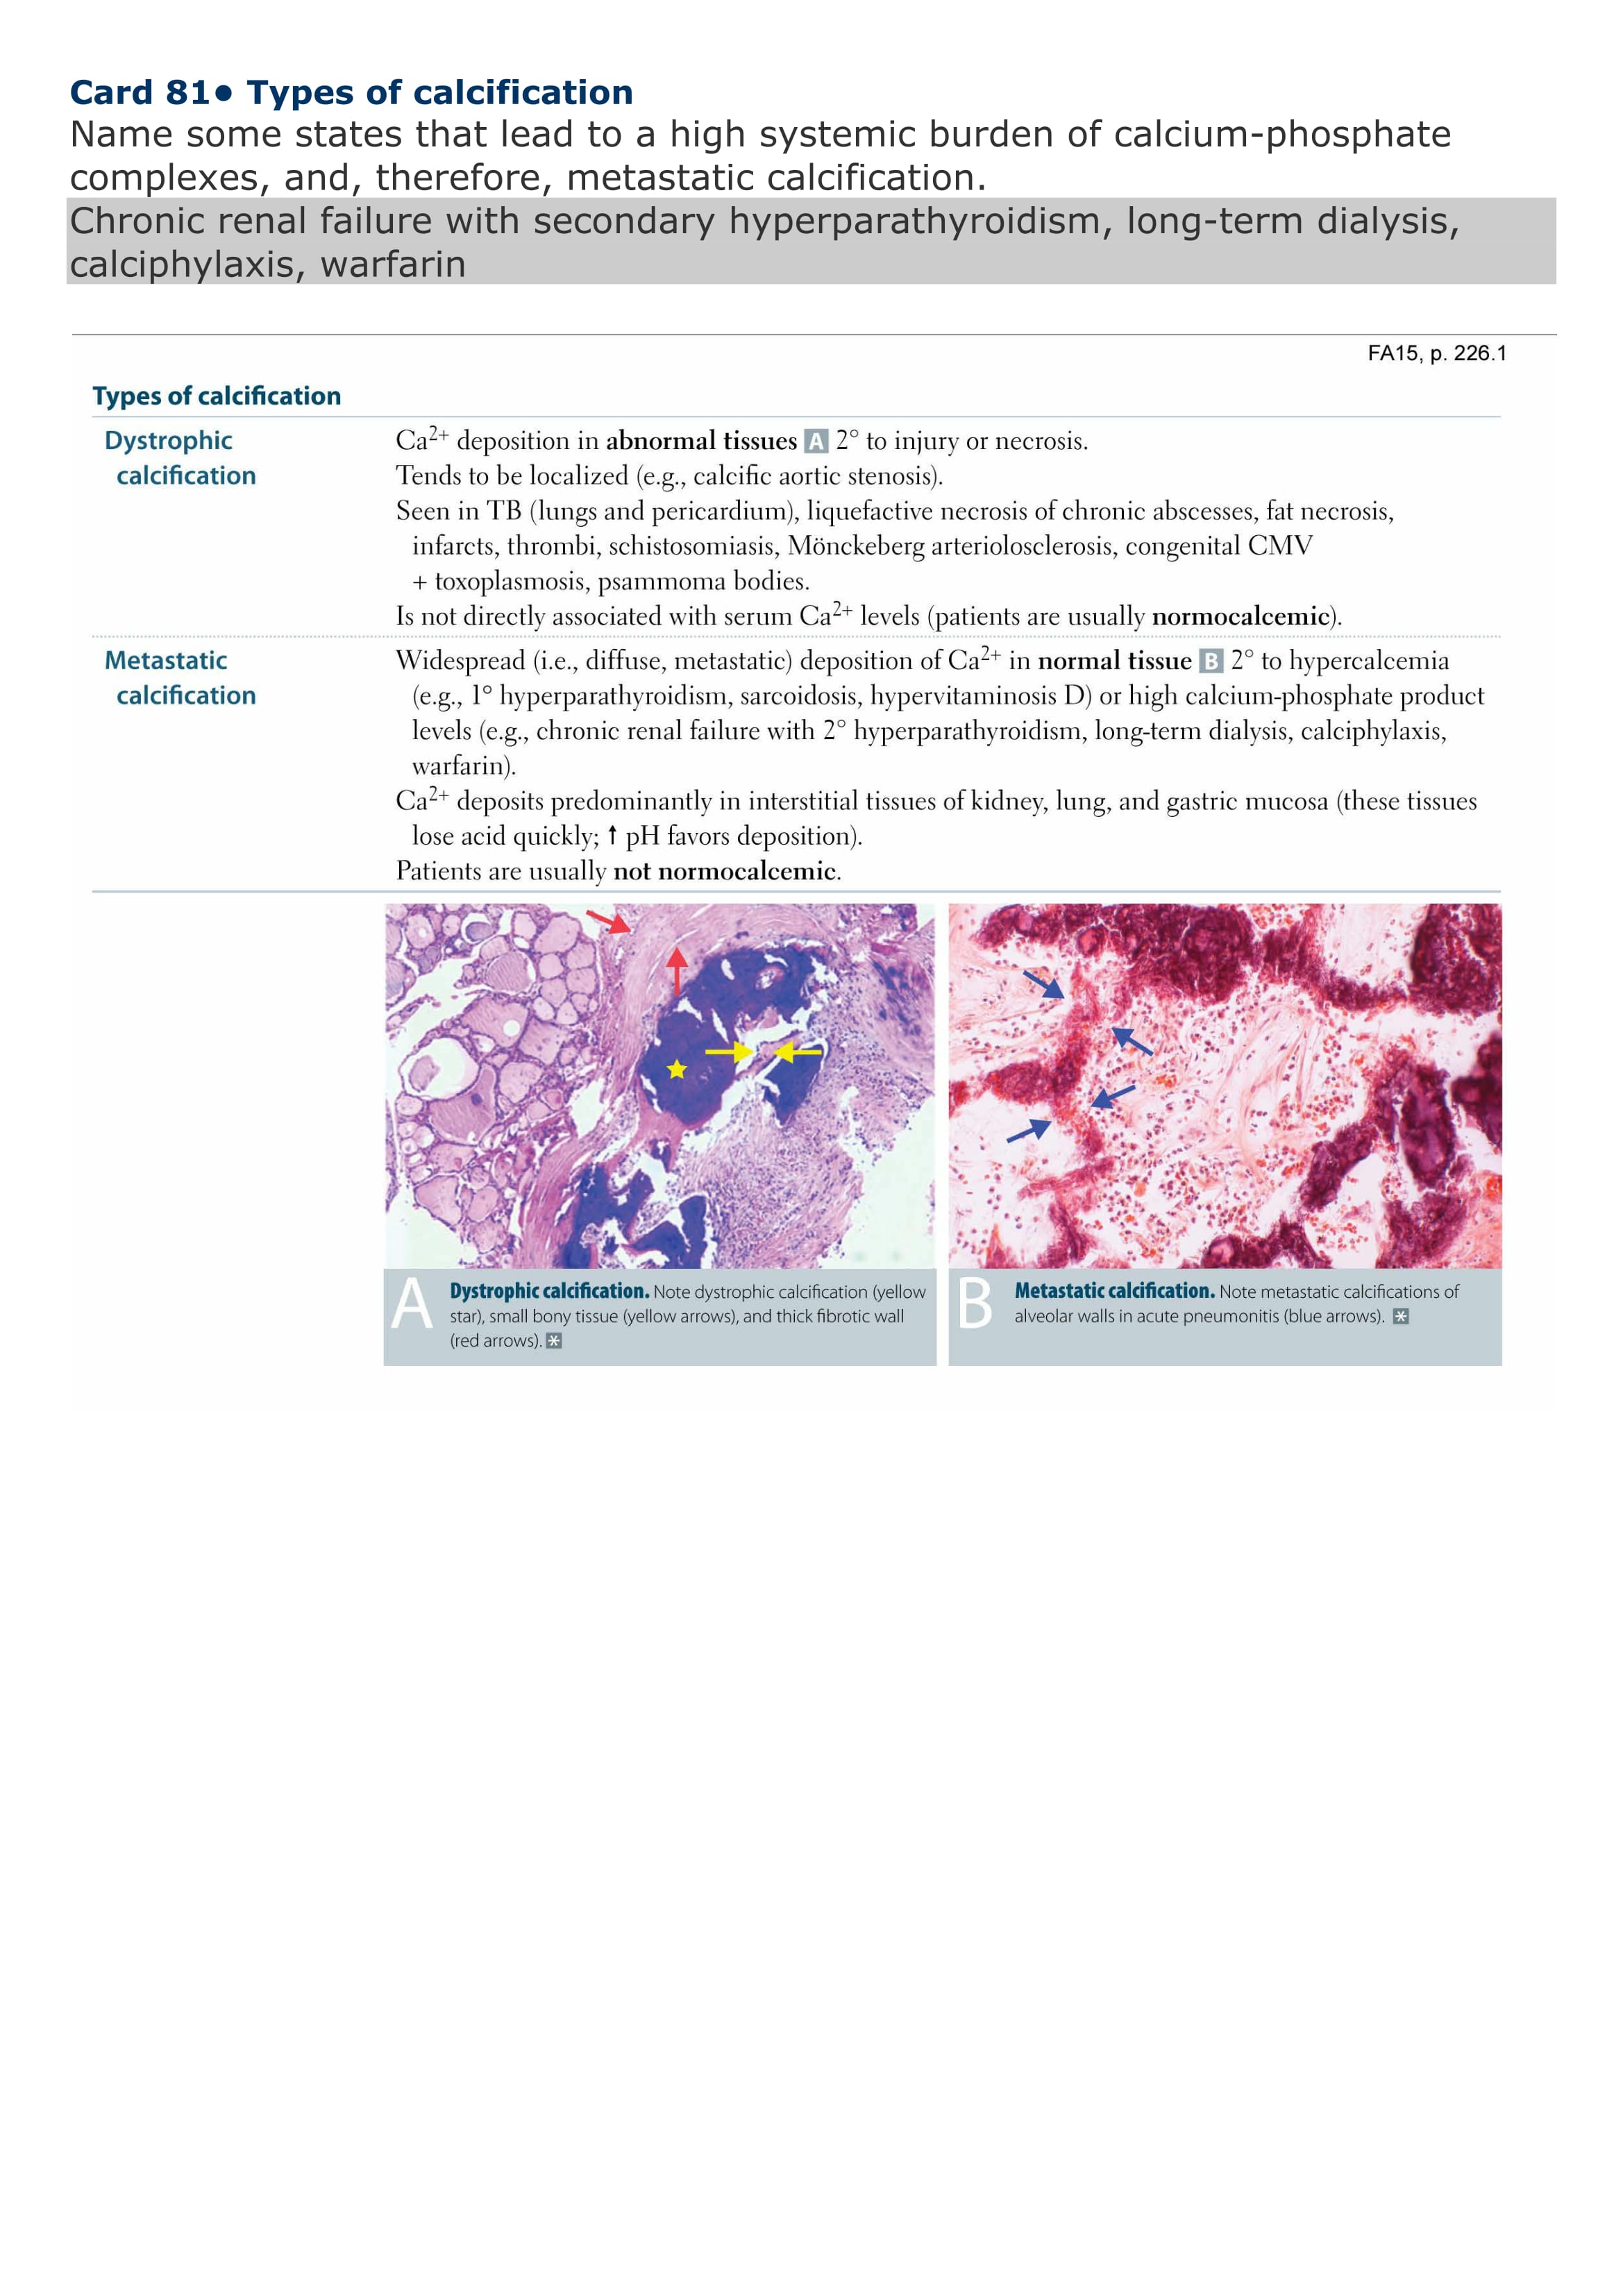 Card 81● Types of calcification
Name some states that lead to a high systemic burden of calcium-phosphate
complexes, and, therefore, metastatic calcification.
Chronic renal failure with secondary hyperparathyroidism, long-term dialysis,
calciphylaxis, warfarin
FA15, p. 226.1
Types of calcification
Dystrophic
calcification
Ca2+ deposition in abnormal tissues A 2° to injury or necrosis.
Tends to be localized (e.g., calcific aortic stenosis).
Seen in TB (lungs and pericardium), liquefactive necrosis of chronic abscesses, fat necrosis,
infarcts, thrombi, schistosomiasis, Mönckeberg arteriolosclerosis, congenital CMV
+ toxoplasmosis, psammoma bodies.
Is not directly associated with serum Ca2+ levels (patients are usually normocalcemic).
Metastatic
calcification
Widespread (i.e., diffuse, metastatic) deposition of Ca2+ in normal tissue B 2° to hypercalcemia
(e.g., 1° hyperparathyroidism, sarcoidosis, hypervitaminosis D) or high calcium-phosphate product
levels (e.g., chronic renal failure with 2° hyperparathyroidism, long-term dialysis, calciphylaxis,
warfarin).
Ca2+ deposits predominantly in interstitial tissues of kidney, lung, and gastric mucosa (these tissues
lose acid quickly; ↑ pH favors deposition).
Patients are usually not normocalcemic.
A
Dystrophic calcification. Note dystrophic calcification (yellow
star), small bony tissue (yellow arrows), and thick fibrotic wall
(red arrows). *
B
Metastatic calcification. Note metastatic calcifications of
alveolar walls in acute pneumonitis (blue arrows). *